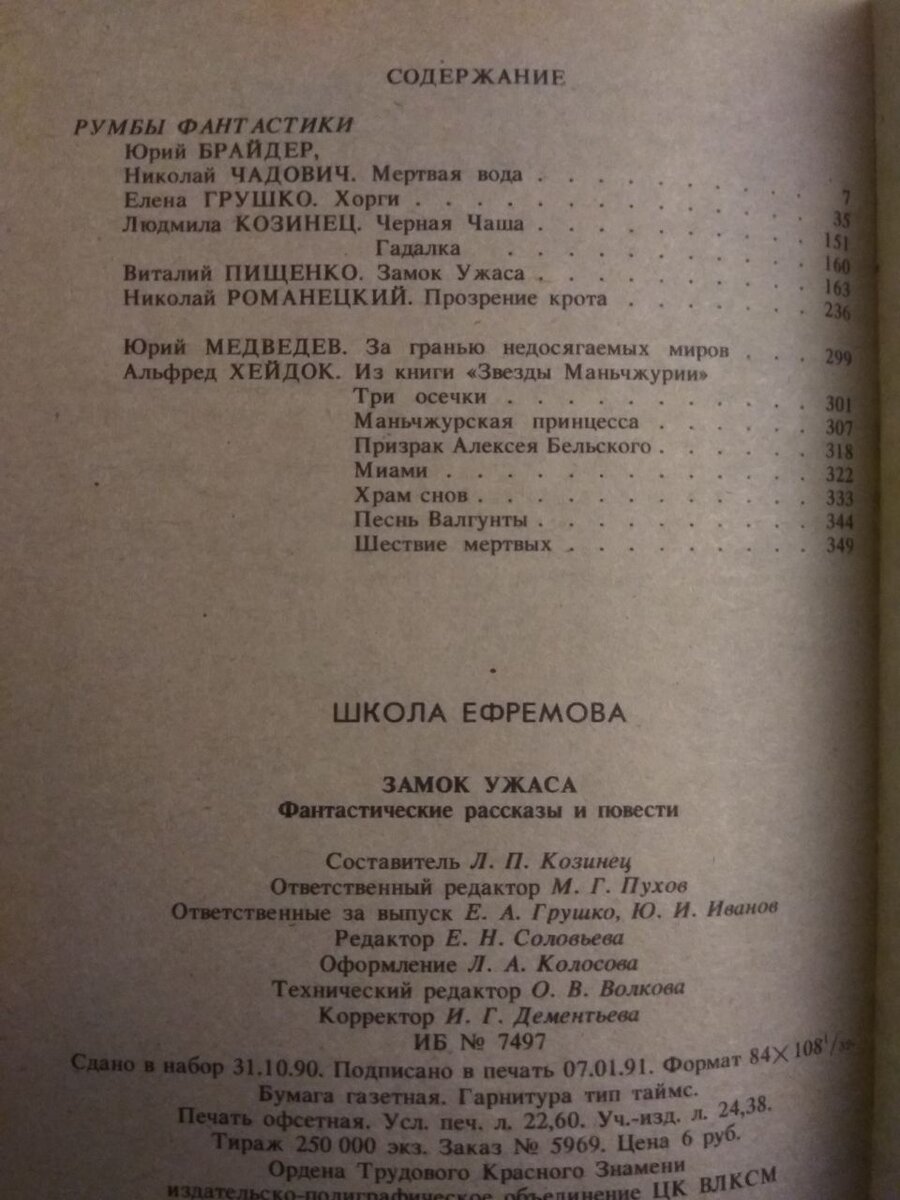 СОДЕРЖАНИЕ
РУМБЫ ФАНТАСТИКИ
Юрий БРАЙДЕР,
Николай ЧАДОВИЧ. Мертвая вода . . . . . . . . . . 7
Елена ГРУШКО. Хорги . . . . . . . . . . . . . . 35
Людмила КОЗИНЕЦ. Черная Чаша . . . . . . . . . . 151
Гадалка . . . . . . . . . . 160
Виталий ПИЩЕНКО. Замок Ужаса . . . . . . . . . . 163
Николай РОМАНЕЦКИЙ. Прозрение крота . . . . . . . 236
Юрий МЕДВЕДЕВ. За гранью недосягаемых миров . . . 299
Альфред ХЕЙДОК. Из книги «Звезды Маньчжурии»
Три осечки . . . . . . . . . . . 301
Маньчжурская принцесса . . . . . . 307
Призрак Алексея Бельского . . . . . . 318
Миами . . . . . . . . . . . . . 322
Храм снов . . . . . . . . . . . . 333
Песнь Валгунты . . . . . . . . . . 344
Шествие мертвых . . . . . . . . . 349
ШКОЛА ЕФРЕМОВА
ЗАМОК УЖАСА
Фантастические рассказы и повести
Составитель Л. П. Козинец
Ответственный редактор М. Г. Пухов
Ответственные за выпуск Е. А. Грушко, Ю. И. Иванов
Редактор Е. Н. Соловьева
Оформление Л. А. Колосова
Технический редактор О. В. Волкова
Корректор И. Г. Дементьева
ИБ № 7497
Сдано в набор 31.10.90. Подписано в печать 07.01.91. Формат 84×108¹/₃₂.
Бумага газетная. Гарнитура тип таймс.
Печать офсетная. Усл. печ. л. 22,60. Уч.-изд. л. 24,38.
Тираж 250 000 экз. Заказ № 5969. Цена 6 руб.
Ордена Трудового Красного Знамени
издательско-полиграфическое объединение ЦК ВЛКСМ